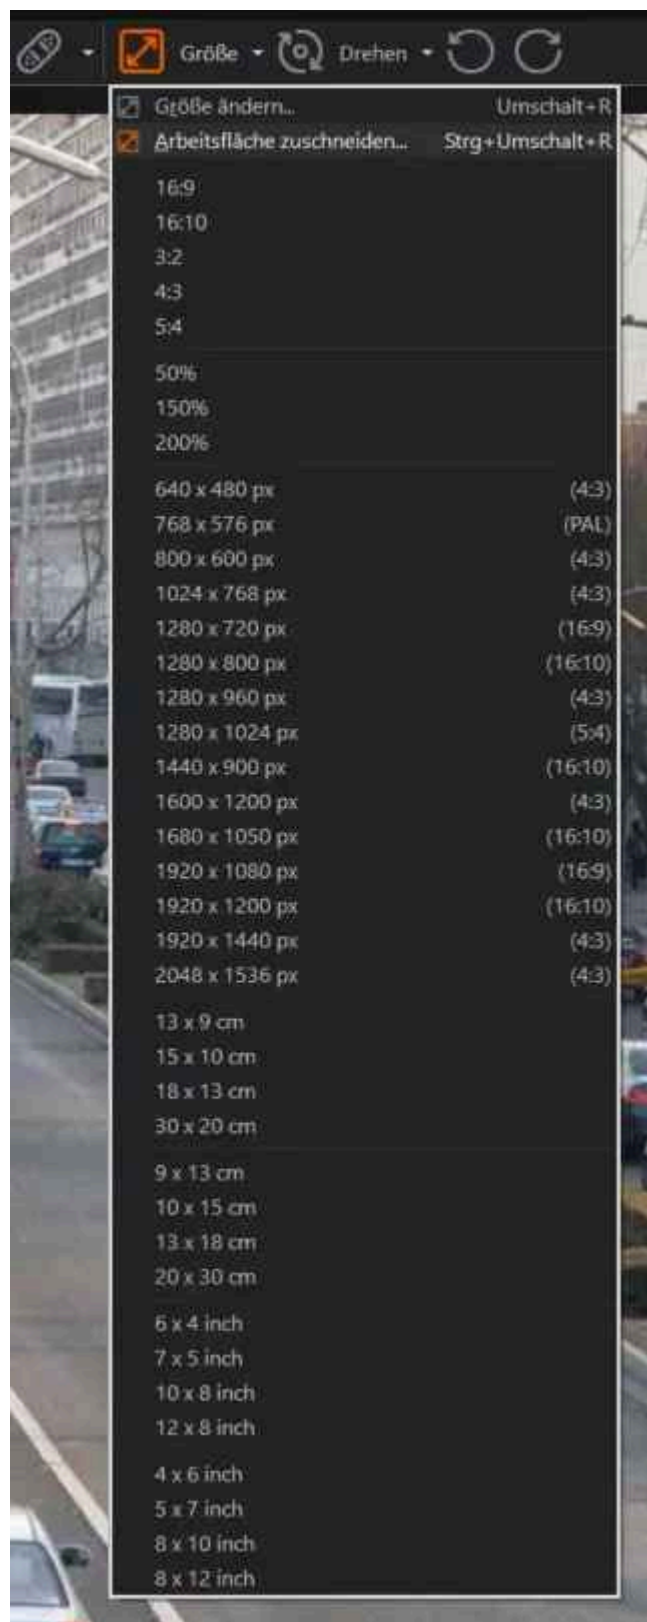 Größe Drehen
Größe ändern... Umschalt+R
Arbeitsfläche zuschneiden... Strg+Umschalt+R
16:9
16:10
3:2
4:3
5:4
50%
150%
200%
640 x 480 px (4:3)
768 x 576 px (PAL)
800 x 600 px (4:3)
1024 x 768 px (4:3)
1280 x 720 px (16:9)
1280 x 800 px (16:10)
1280 x 960 px (4:3)
1280 x 1024 px (5:4)
1440 x 900 px (16:10)
1600 x 1200 px (4:3)
1680 x 1050 px (16:10)
1920 x 1080 px (16:9)
1920 x 1200 px (16:10)
1920 x 1440 px (4:3)
2048 x 1536 px (4:3)
13 x 9 cm
15 x 10 cm
18 x 13 cm
30 x 20 cm
9 x 13 cm
10 x 15 cm
13 x 18 cm
20 x 30 cm
6 x 4 inch
7 x 5 inch
10 x 8 inch
12 x 8 inch
4 x 6 inch
5 x 7 inch
8 x 10 inch
8 x 12 inch